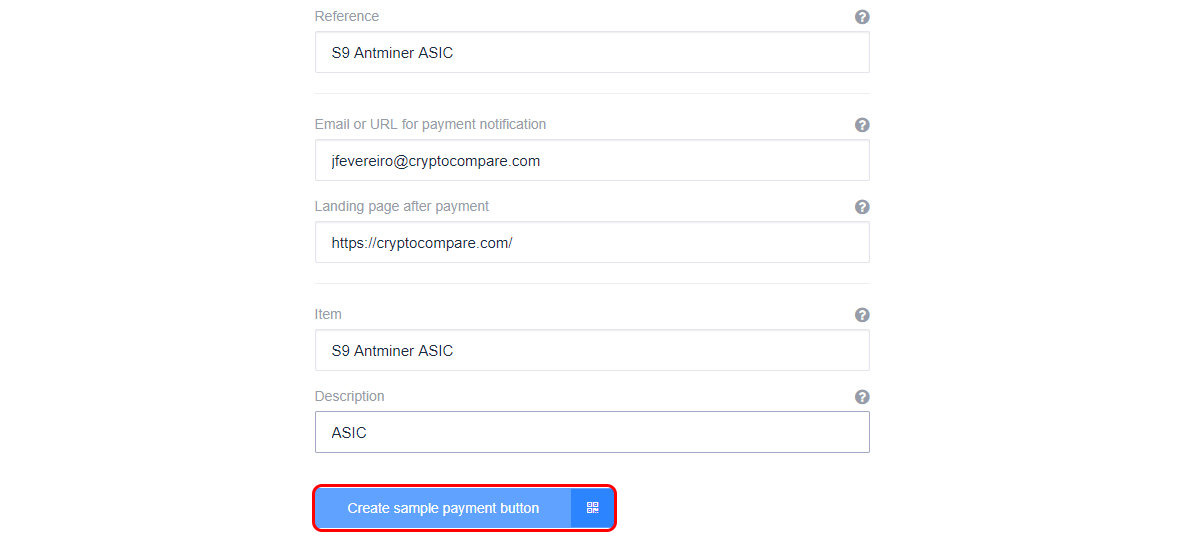 Reference
S9 Antminer ASIC
Email or URL for payment notification
jfevereiro@cryptocompare.com
Landing page after payment
https://cryptocompare.com/
Item
S9 Antminer ASIC
Description
ASIC
Create sample payment button